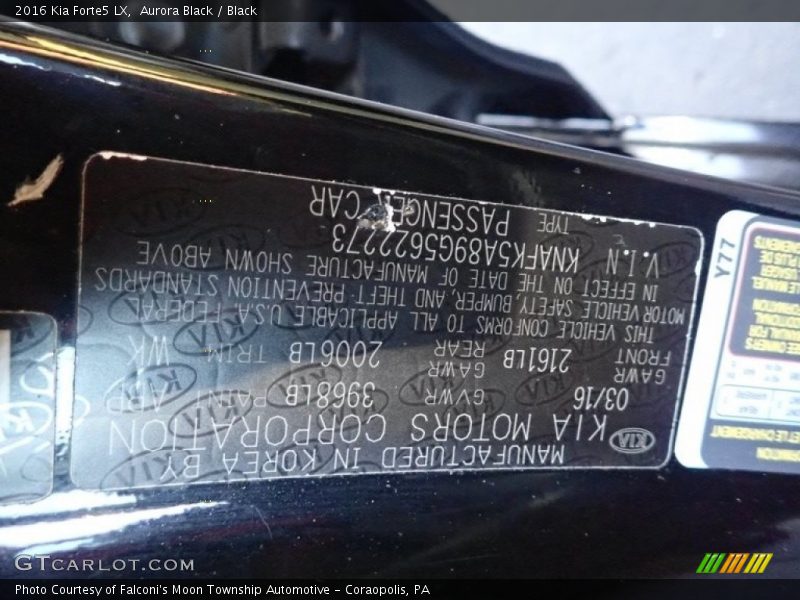 2016 Kia Forte5 LX, Aurora Black / Black
MANUFACTURED IN KOREA BY
KIA KIA MOTORS CORPORATION
03/16 GVWR 3968LB PAINT ABP
GAWR FRONT 2161LB GAWR REAR 2006LB TRIM WK
THIS VEHICLE CONFORMS TO ALL APPLICABLE U.S.A. FEDERAL
MOTOR VEHICLE SAFETY, BUMPER, AND THEFT PREVENTION STANDARDS
IN EFFECT ON THE DATE OF MANUFACTURE SHOWN ABOVE
V.I.N KNAFK5A89G5622273
TYPE PASSENGER CAR
Y77
GTCARLOT.COM
Photo Courtesy of Falconi's Moon Township Automotive - Coraopolis, PA